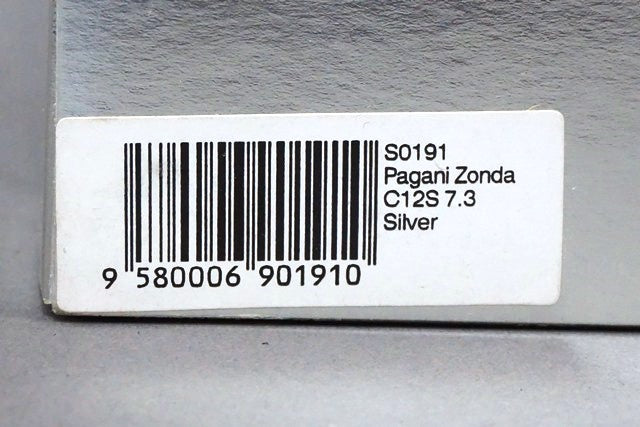 S0191
Pagani Zonda
C12S 7.3
Silver
9 580006 901910